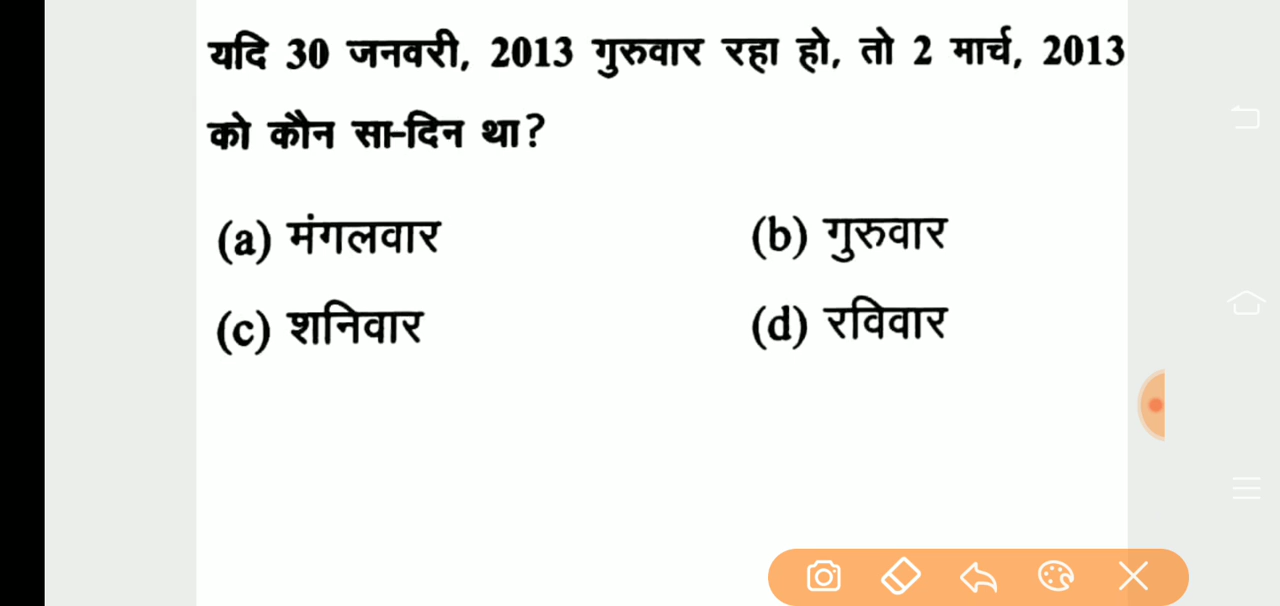 यदि 30 जनवरी, 2013 गुरुवार रहा हो, तो 2 मार्च, 2013
को कौन सा-दिन था?
(a) मंगलवार (b) गुरुवार
(c) शनिवार (d) रविवार